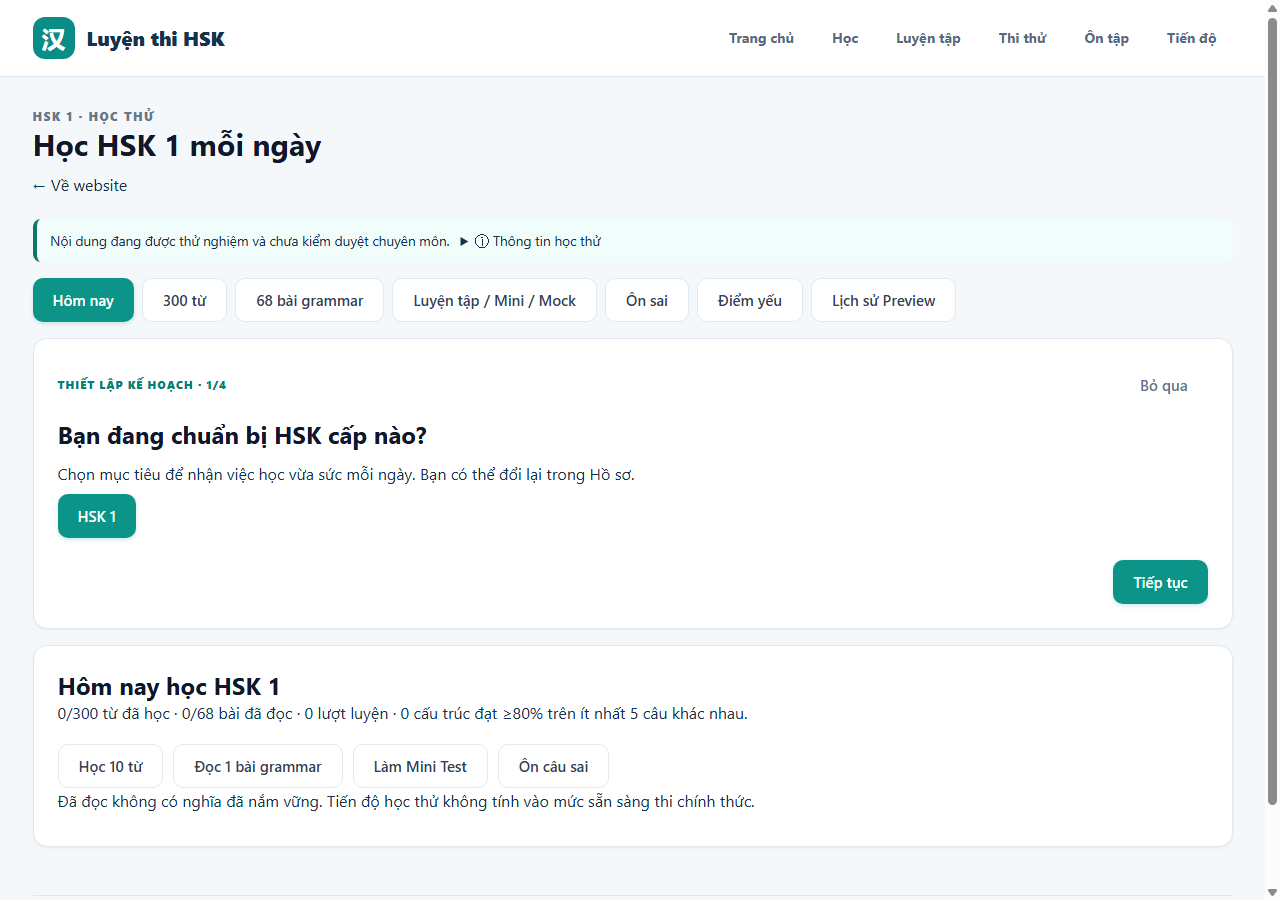 汉 Luyện thi HSK Trang chủ Học Luyện tập Thi thử Ôn tập Tiến độ
HSK 1 · HỌC THỬ
Học HSK 1 mỗi ngày
← Về website
Nội dung đang được thử nghiệm và chưa kiểm duyệt chuyên môn. ▶ ⓘ Thông tin học thử
Hôm nay 300 từ 68 bài grammar Luyện tập / Mini / Mock Ôn sai Điểm yếu Lịch sử Preview
THIẾT LẬP KẾ HOẠCH · 1/4 Bỏ qua
Bạn đang chuẩn bị HSK cấp nào?
Chọn mục tiêu để nhận việc học vừa sức mỗi ngày. Bạn có thể đổi lại trong Hồ sơ.
HSK 1
Tiếp tục
Hôm nay học HSK 1
0/300 từ đã học · 0/68 bài đã đọc · 0 lượt luyện · 0 cấu trúc đạt ≥80% trên ít nhất 5 câu khác nhau.
Học 10 từ Đọc 1 bài grammar Làm Mini Test Ôn câu sai
Đã đọc không có nghĩa đã nắm vững. Tiến độ học thử không tính vào mức sẵn sàng thi chính thức.